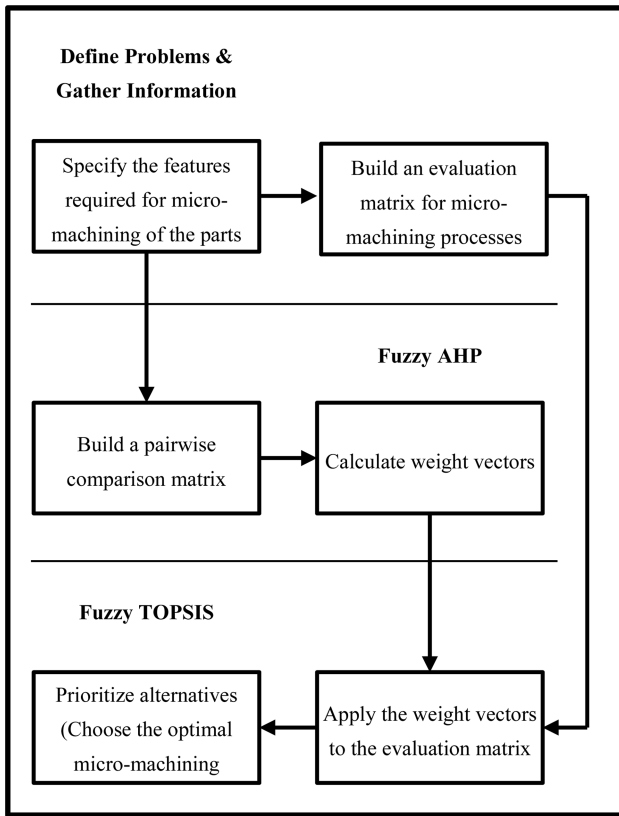 Define Problems &
Gather Information
Specify the features
required for micro-
machining of the parts
Build an evaluation
matrix for micro-
machining processes
Fuzzy AHP
Build a pairwise
comparison matrix
Calculate weight vectors
Fuzzy TOPSIS
Prioritize alternatives
(Choose the optimal
micro-machining
Apply the weight vectors
to the evaluation matrix